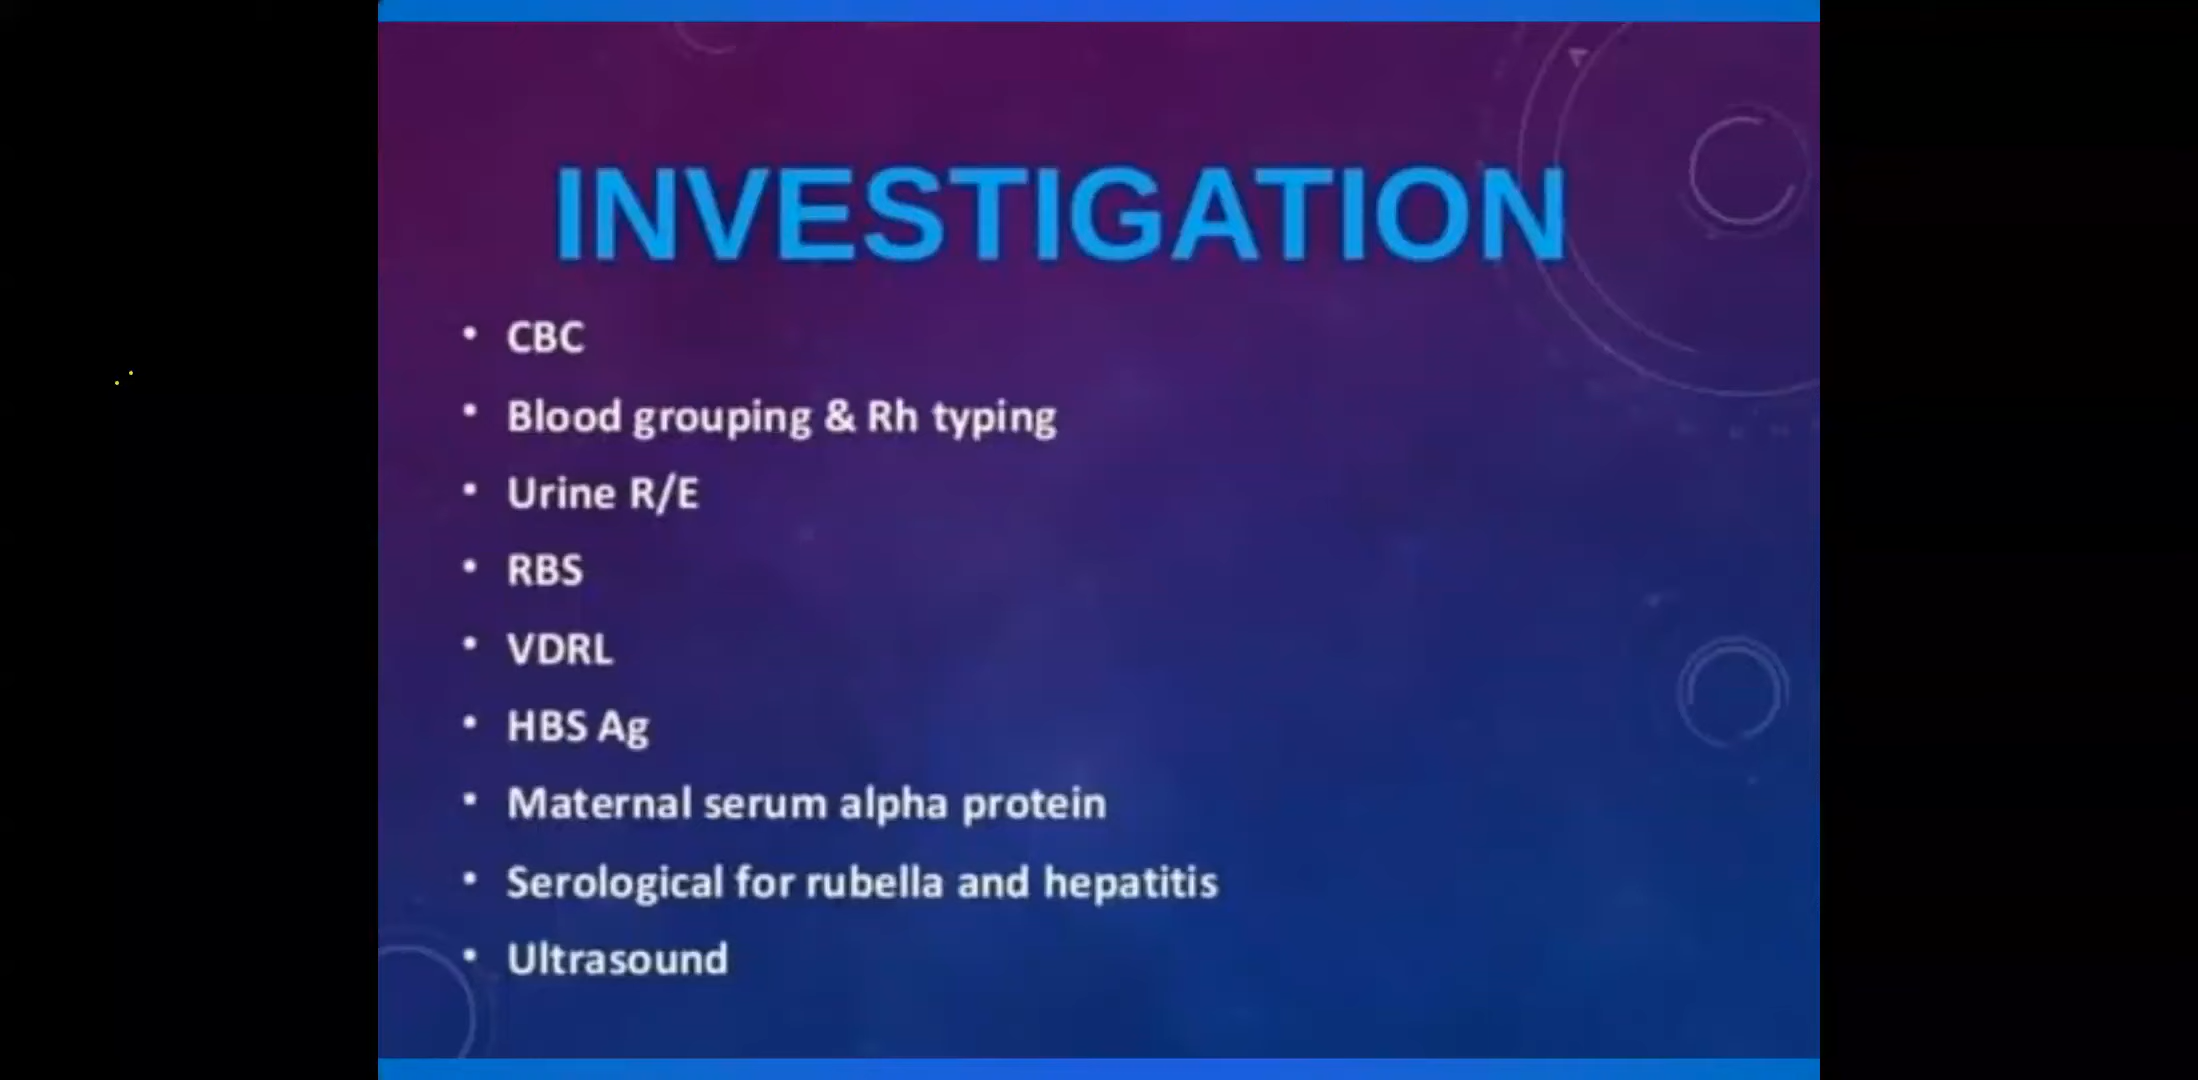 INVESTIGATION
• CBC
• Blood grouping & Rh typing
• Urine R/E
• RBS
• VDRL
• HBS Ag
• Maternal serum alpha protein
• Serological for rubella and hepatitis
• Ultrasound